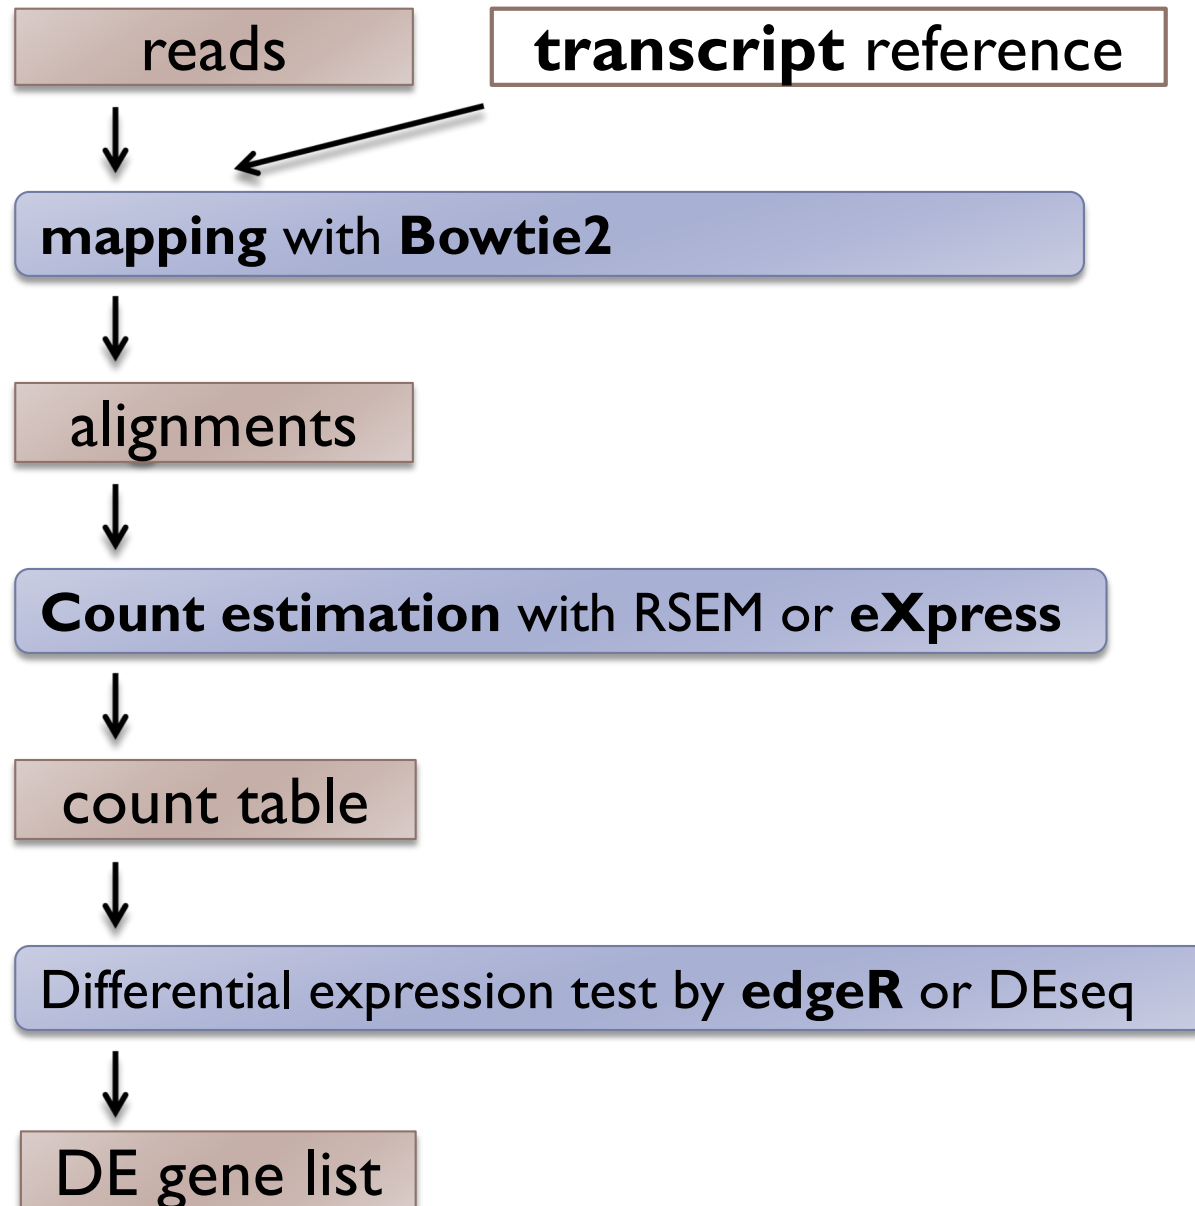 reads
transcript reference
mapping with Bowtie2
alignments
Count estimation with RSEM or eXpress
count table
Differential expression test by edgeR or DEseq
DE gene list